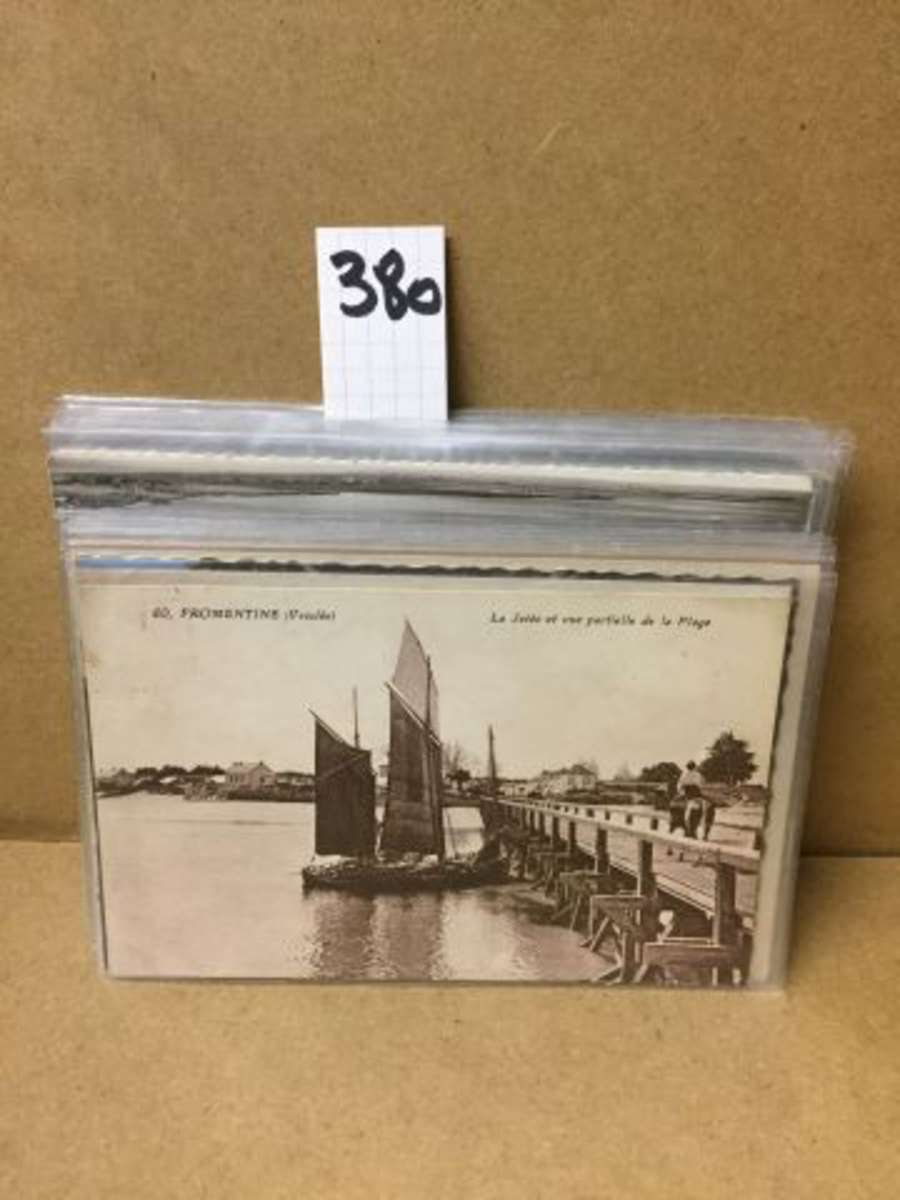 380
60. FROMENTINE (Vendée)
La Jetée et vue partielle de la Plage